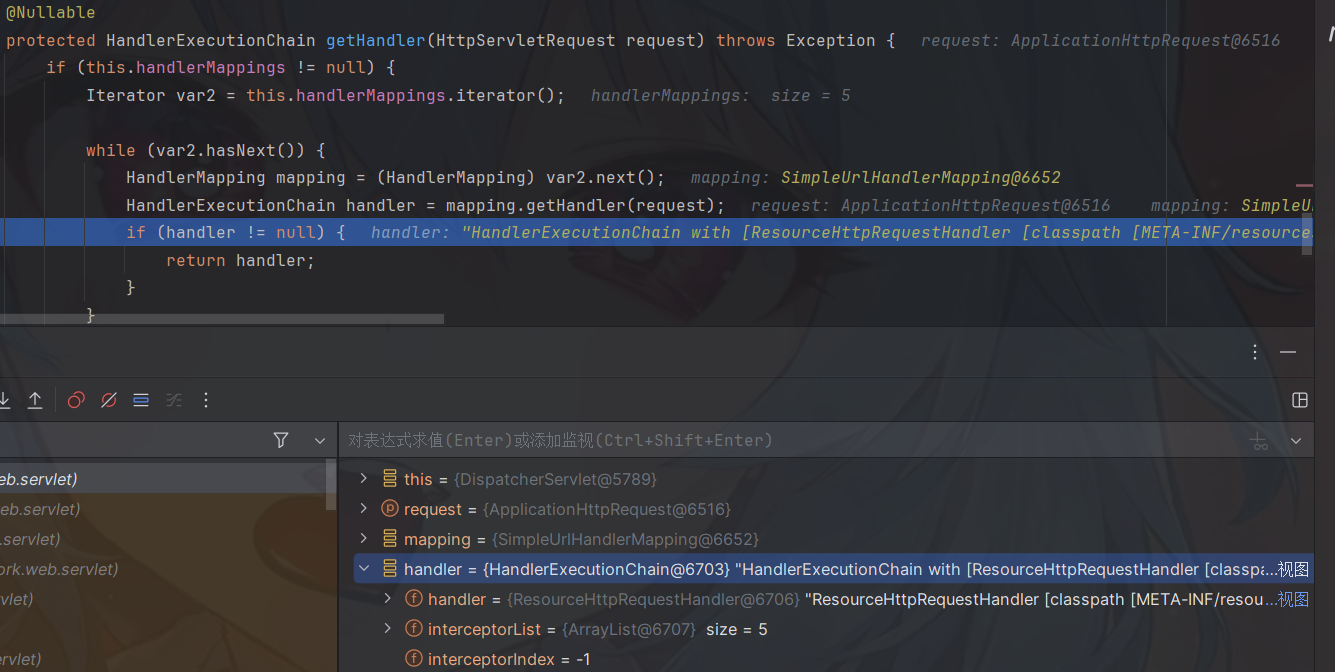 @Nullable
protected HandlerExecutionChain getHandler(HttpServletRequest request) throws Exception {   request: ApplicationHttpRequest@6516
if (this.handlerMappings != null) {
Iterator var2 = this.handlerMappings.iterator();   handlerMappings:  size = 5
while (var2.hasNext()) {
HandlerMapping mapping = (HandlerMapping) var2.next();   mapping: SimpleUrlHandlerMapping@6652
HandlerExecutionChain handler = mapping.getHandler(request);   request: ApplicationHttpRequest@6516    mapping: SimpleU
if (handler != null) {   handler: "HandlerExecutionChain with [ResourceHttpRequestHandler [classpath [META-INF/resource
return handler;
}
}
对表达式求值(Enter)或添加监视(Ctrl+Shift+Enter)
eb.servlet)
eb.servlet)
.servlet)
ork.web.servlet)
vlet)
servlet)
this = {DispatcherServlet@5789}
request = {ApplicationHttpRequest@6516}
mapping = {SimpleUrlHandlerMapping@6652}
handler = {HandlerExecutionChain@6703} "HandlerExecutionChain with [ResourceHttpRequestHandler [classpa...视图
handler = {ResourceHttpRequestHandler@6706} "ResourceHttpRequestHandler [classpath [META-INF/resou...视图
interceptorList = {ArrayList@6707}  size = 5
interceptorIndex = -1